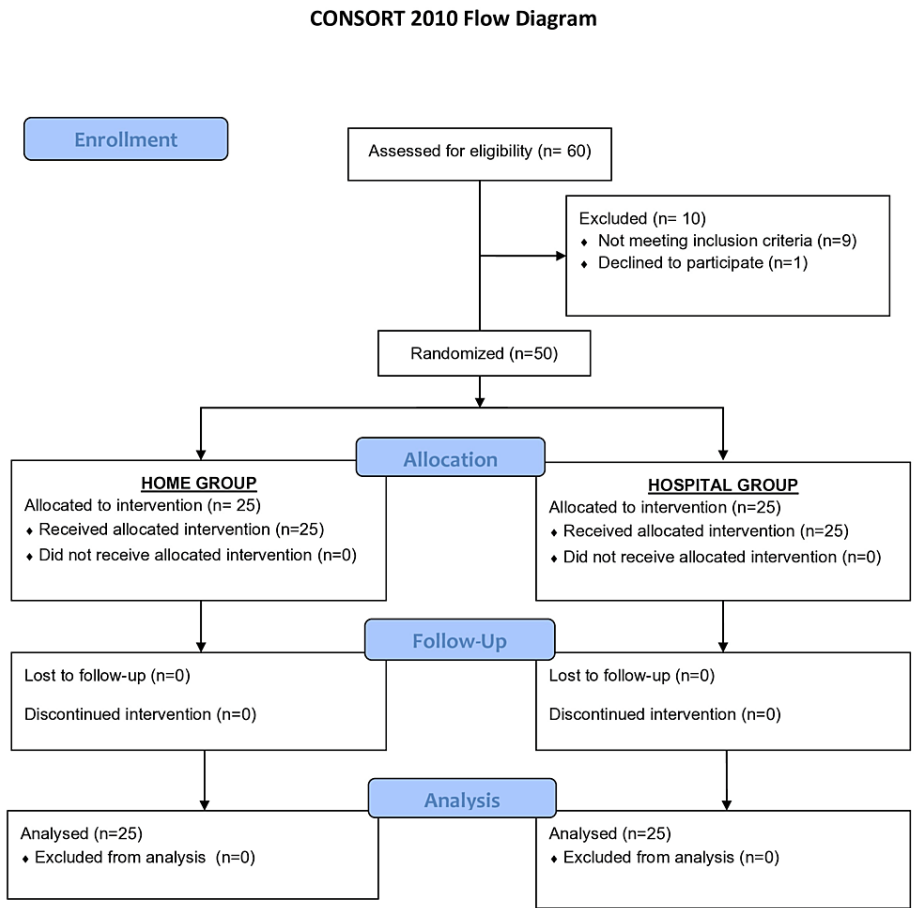 CONSORT 2010 Flow Diagram
Enrollment
Assessed for eligibility (n= 60)
Excluded (n= 10)
♦ Not meeting inclusion criteria (n=9)
♦ Declined to participate (n=1)
Randomized (n=50)
Allocation
HOME GROUP
Allocated to intervention (n= 25)
♦ Received allocated intervention (n=25)
♦ Did not receive allocated intervention (n=0)
HOSPITAL GROUP
Allocated to intervention (n=25)
♦ Received allocated intervention (n=25)
♦ Did not receive allocated intervention (n=0)
Follow-Up
Lost to follow-up (n=0)
Discontinued intervention (n=0)
Lost to follow-up (n=0)
Discontinued intervention (n=0)
Analysis
Analysed (n=25)
♦ Excluded from analysis (n=0)
Analysed (n=25)
♦ Excluded from analysis (n=0)